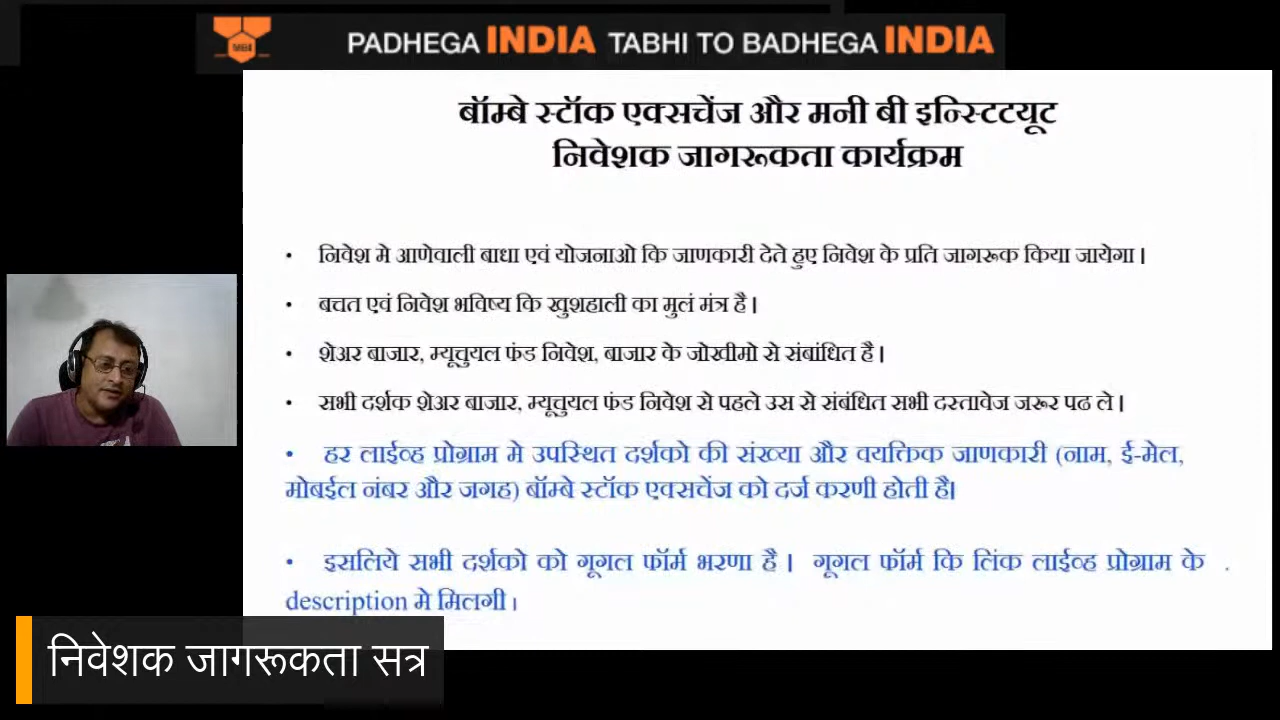 MBI
PADHEGA INDIA TABHI TO BADHEGA INDIA
बॉम्बे स्टॉक एक्सचेंज और मनी बी इन्स्टिटयूट
निवेशक जागरूकता कार्यक्रम
• निवेश मे आणेवाली बाधा एवं योजनाओ कि जाणकारी देते हुए निवेश के प्रति जागरूक किया जायेगा |
• बचत एवं निवेश भविष्य कि खुशहाली का मुलं मंत्र है |
• शेअर बाजार, म्यूचुयल फंड निवेश, बाजार के जोखीमो से संबांधित है |
• सभी दर्शक शेअर बाजार, म्यूचुयल फंड निवेश से पहले उस से संबंधित सभी दस्तावेज जरूर पढ ले |
• हर लाईव्ह प्रोग्राम मे उपस्थित दर्शको की संख्या और वयक्तिक जाणकारी (नाम, ई-मेल,
मोबईल नंबर और जगह) बॉम्बे स्टॉक एक्सचेंज को दर्ज करणी होती है|
• इसलिये सभी दर्शको को गूगल फॉर्म भरणा है | गूगल फॉर्म कि लिंक लाईव्ह प्रोग्राम के .
description मे मिलगी।
निवेशक जागरूकता सत्र